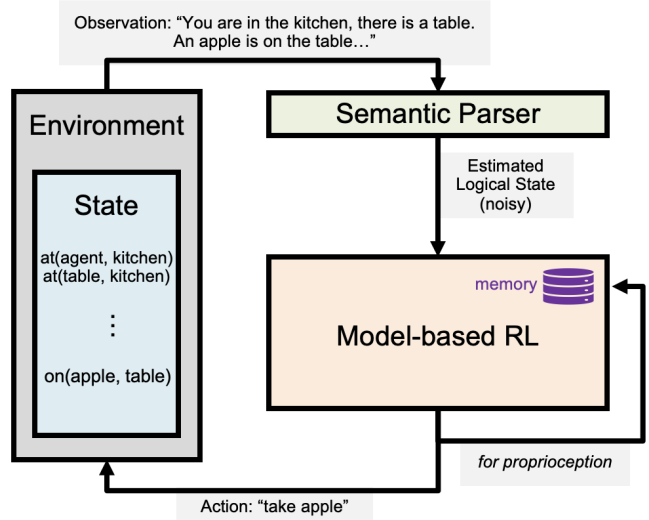 Observation: “You are in the kitchen, there is a table.
An apple is on the table…”
Environment
State
at(agent, kitchen)
at(table, kitchen)
⋮
on(apple, table)
Semantic Parser
Estimated
Logical State
(noisy)
memory
Model-based RL
for proprioception
Action: “take apple”